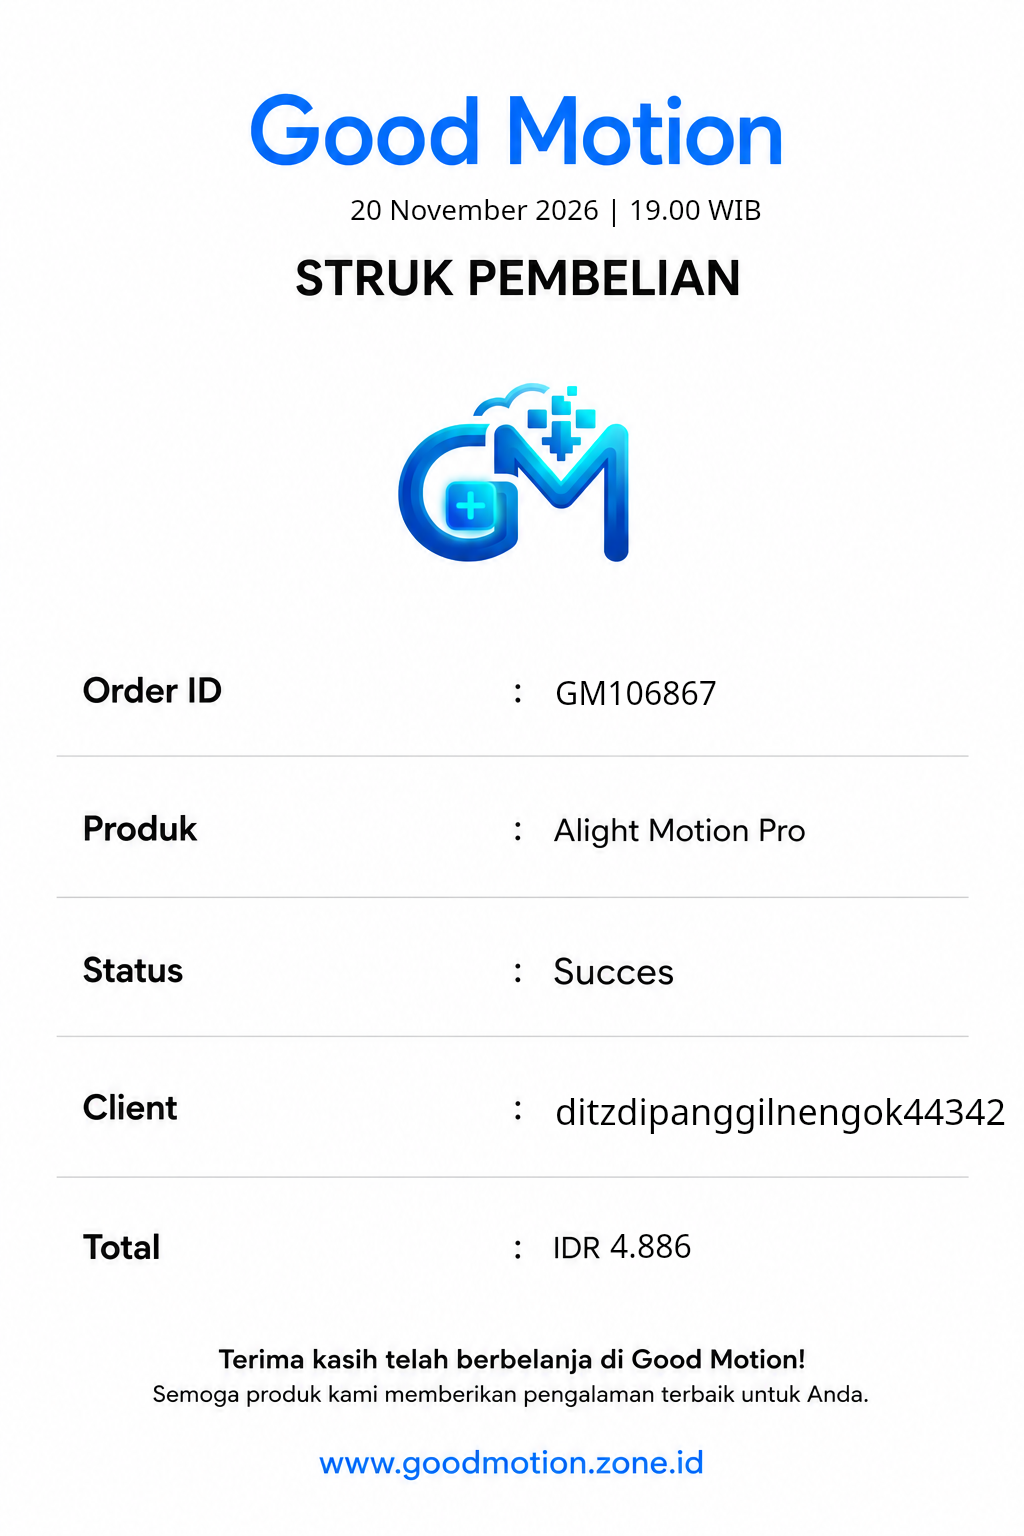 Good Motion
20 November 2026 | 19.00 WIB
STRUK PEMBELIAN
GM
Order ID : GM106867
Produk : Alight Motion Pro
Status : Succes
Client : ditzdipanggilnengok44342
Total : IDR 4.886
Terima kasih telah berbelanja di Good Motion!
Semoga produk kami memberikan pengalaman terbaik untuk Anda.
www.goodmotion.zone.id